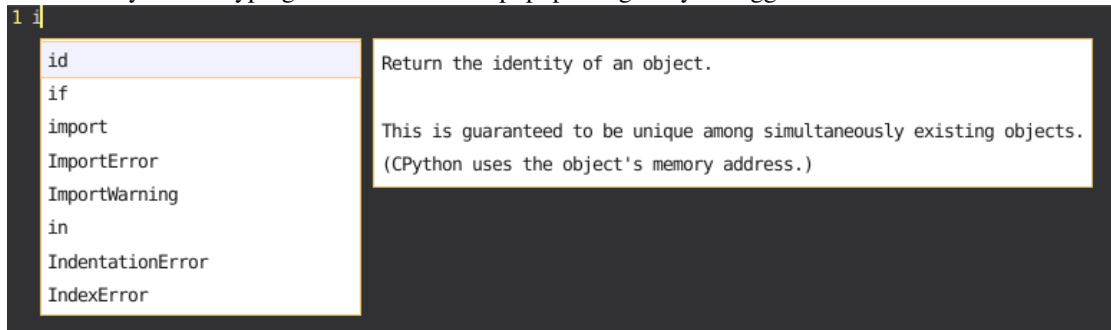 1 i
id
if
import
ImportError
ImportWarning
in
IndentationError
IndexError
Return the identity of an object.
This is guaranteed to be unique among simultaneously existing objects.
(CPython uses the object's memory address.)